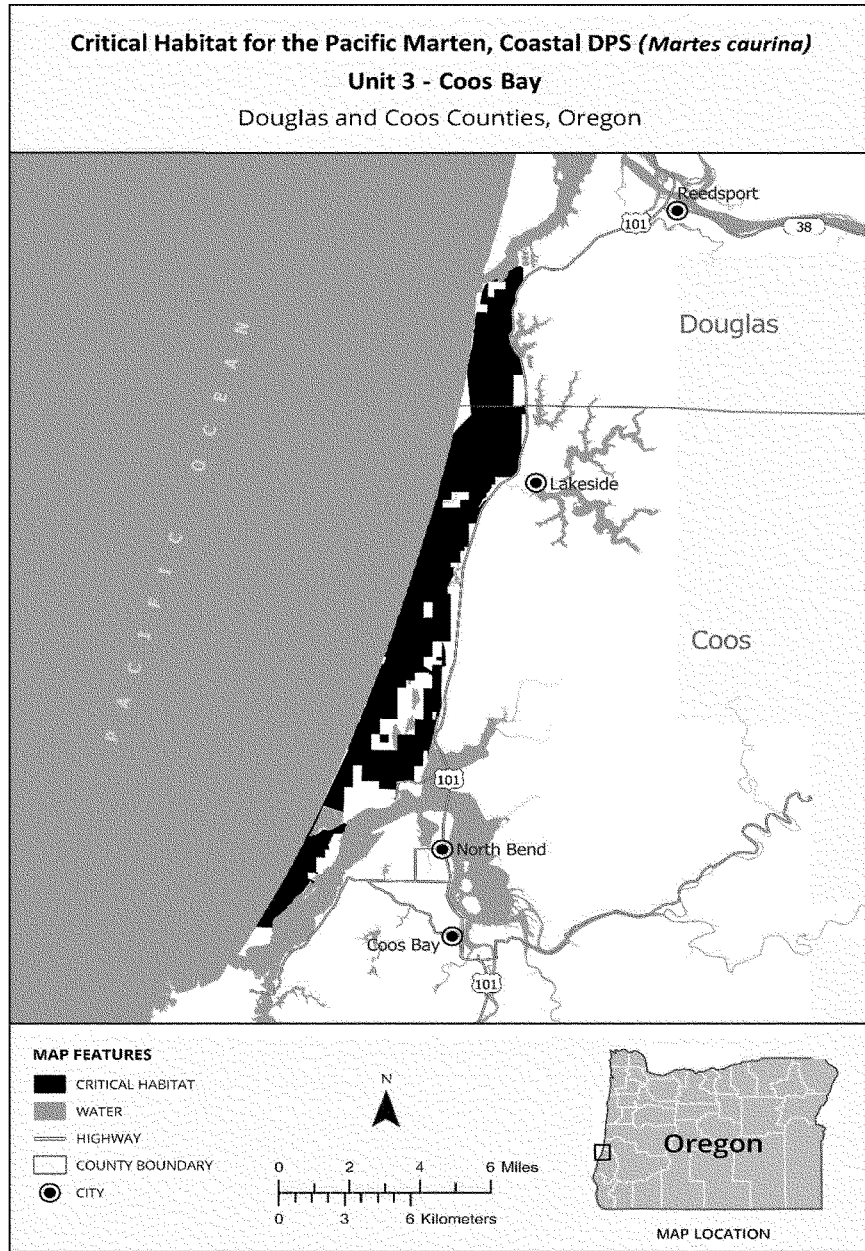 Critical Habitat for the Pacific Marten, Coastal DPS (Martes caurina)
Unit 3 - Coos Bay
Douglas and Coos Counties, Oregon
Reedsport
101
38
Douglas
PACIFIC OCEAN
Lakeside
Coos
101
North Bend
Coos Bay
101
MAP FEATURES
CRITICAL HABITAT
WATER
HIGHWAY
COUNTY BOUNDARY
CITY
N
0 2 4 6 Miles
0 3 6 Kilometers
Oregon
MAP LOCATION